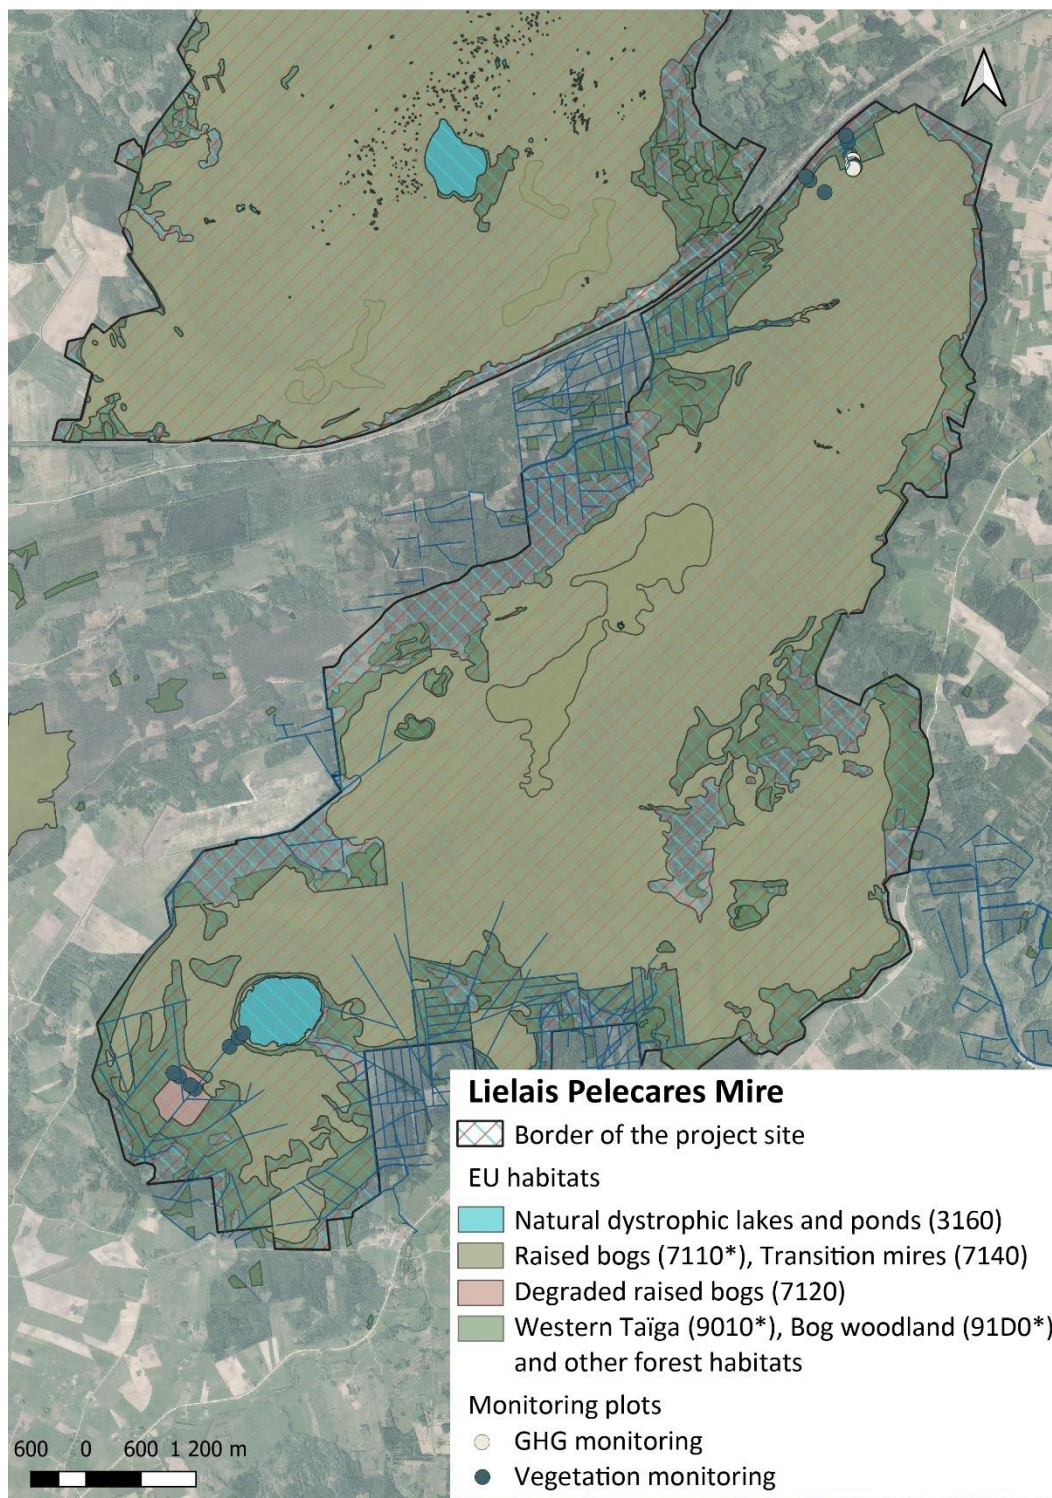 Lielais Pelecares Mire
Border of the project site
EU habitats
Natural dystrophic lakes and ponds (3160)
Raised bogs (7110*), Transition mires (7140)
Degraded raised bogs (7120)
Western Taïga (9010*), Bog woodland (91D0*)
and other forest habitats
Monitoring plots
GHG monitoring
Vegetation monitoring
600 0 600 1 200 m